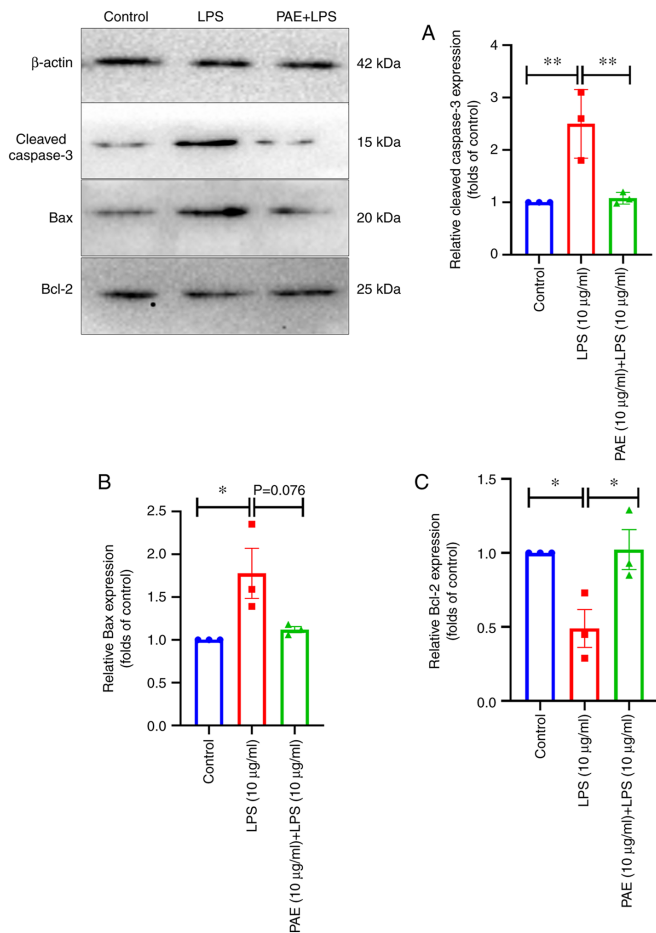 Control LPS PAE+LPS
β-actin 42 kDa
Cleaved
caspase-3 15 kDa
Bax 20 kDa
Bcl-2 25 kDa
A
** **
Relative cleaved caspase-3 expression
(folds of control)
4
3
2
1
0
Control
LPS (10 μg/ml)
PAE (10 μg/ml)+LPS (10 μg/ml)
B
* P=0.076
Relative Bax expression
(folds of control)
2.5
2.0
1.5
1.0
0.5
0.0
Control
LPS (10 μg/ml)
PAE (10 μg/ml)+LPS (10 μg/ml)
C
* *
Relative Bcl-2 expression
(folds of control)
1.5
1.0
0.5
0.0
Control
LPS (10 μg/ml)
PAE (10 μg/ml)+LPS (10 μg/ml)